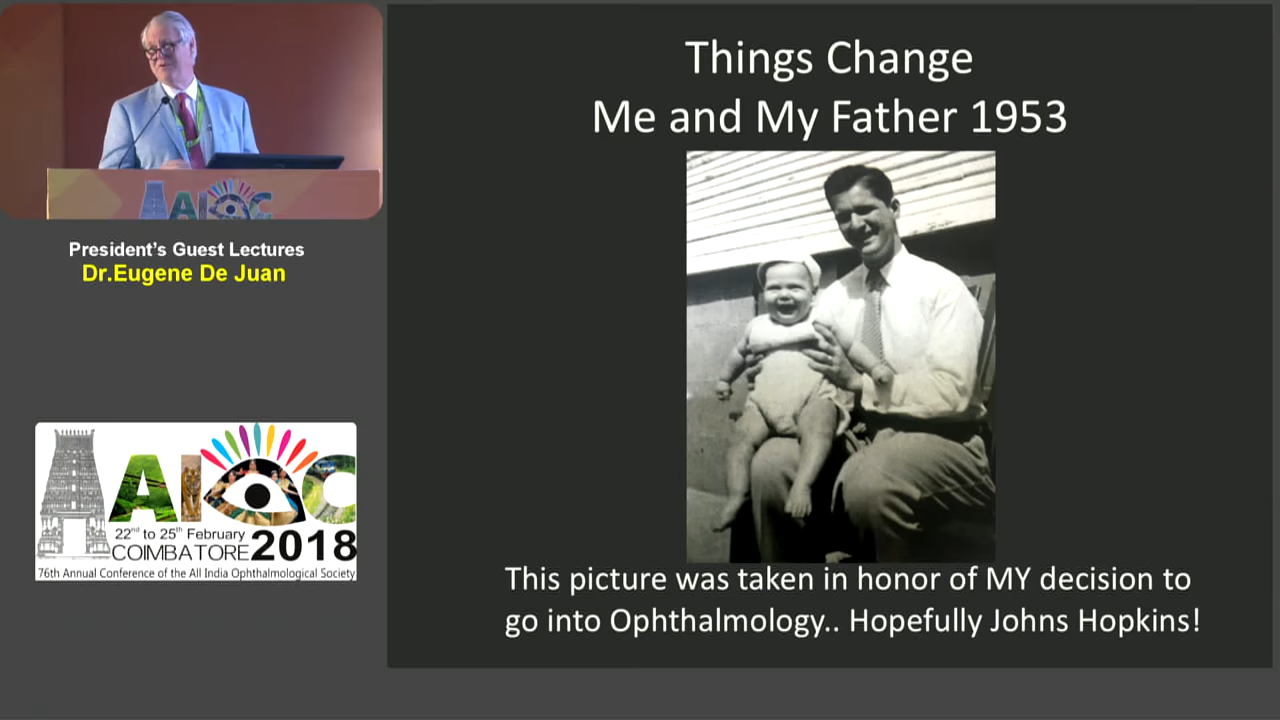 Things Change
Me and My Father 1953
AIOC
President's Guest Lectures
Dr.Eugene De Juan
AIOC
22nd to 25th February
COIMBATORE 2018
76th Annual Conference of the All India Ophthalmological Society
This picture was taken in honor of MY decision to
go into Ophthalmology.. Hopefully Johns Hopkins!